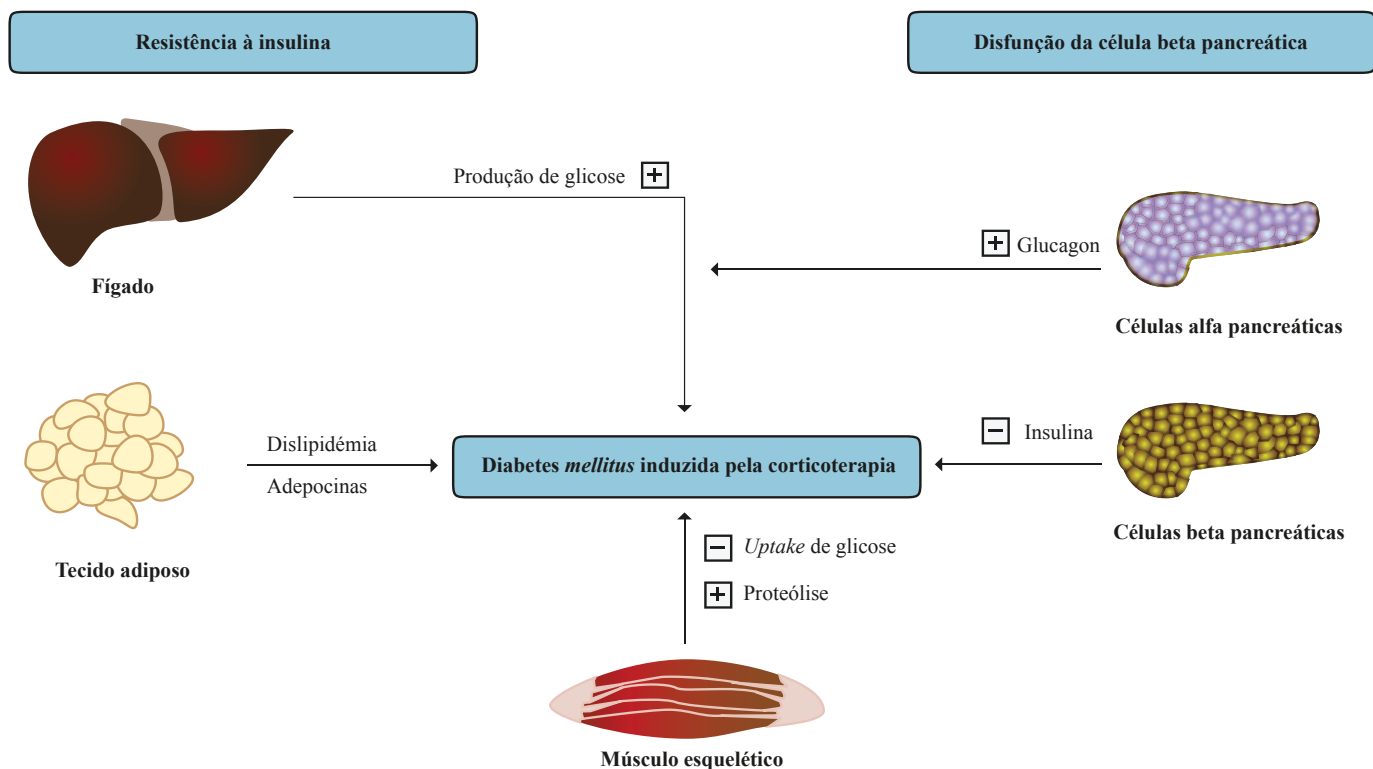 Resistência à insulina
Disfunção da célula beta pancreática
Produção de glicose +
Fígado
+ Glucagon
Células alfa pancreáticas
Dislipidémia
Adepocinas
Tecido adiposo
Diabetes mellitus induzida pela corticoterapia
− Insulina
Células beta pancreáticas
− Uptake de glicose
+ Proteólise
Músculo esquelético